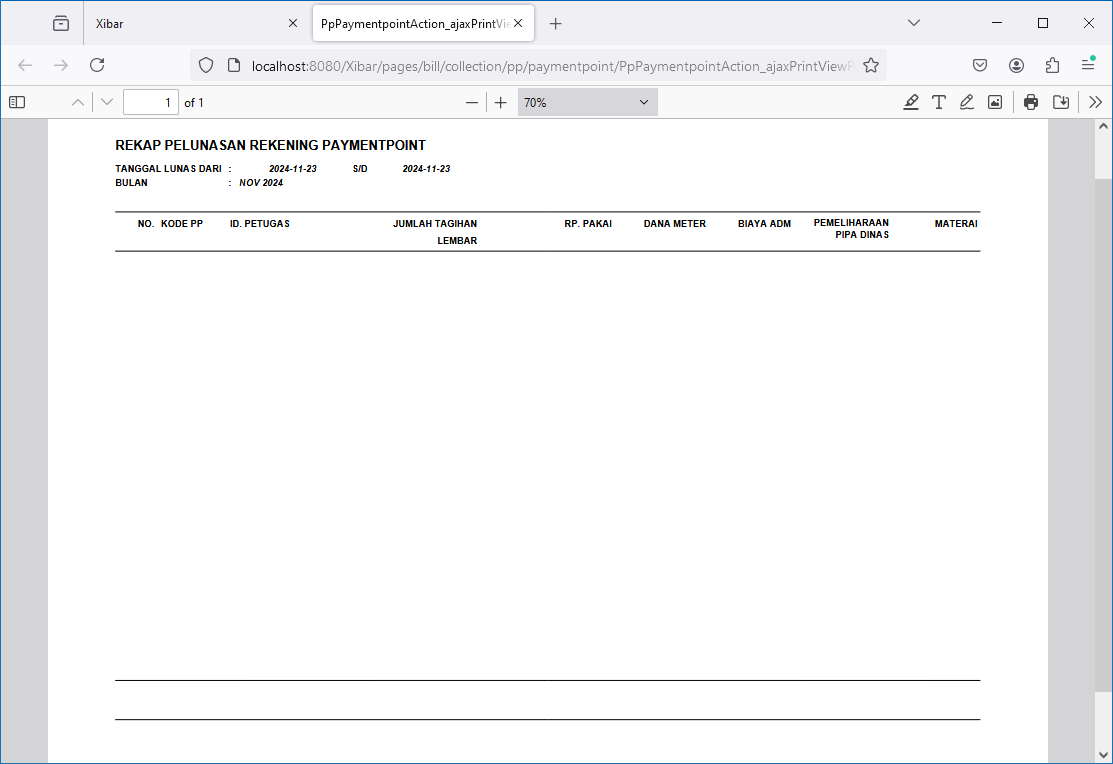 Xibar
PpPaymentpointAction_ajaxPrintVie
localhost:8080/Xibar/pages/bill/collection/pp/paymentpoint/PpPaymentpointAction_ajaxPrintViewP
1 of 1
70%
REKAP PELUNASAN REKENING PAYMENTPOINT
TANGGAL LUNAS DARI : 2024-11-23 S/D 2024-11-23
BULAN : NOV 2024
NO. KODE PP ID. PETUGAS JUMLAH TAGIHAN RP. PAKAI DANA METER BIAYA ADM PEMELIHARAAN MATERAI
LEMBAR PIPA DINAS